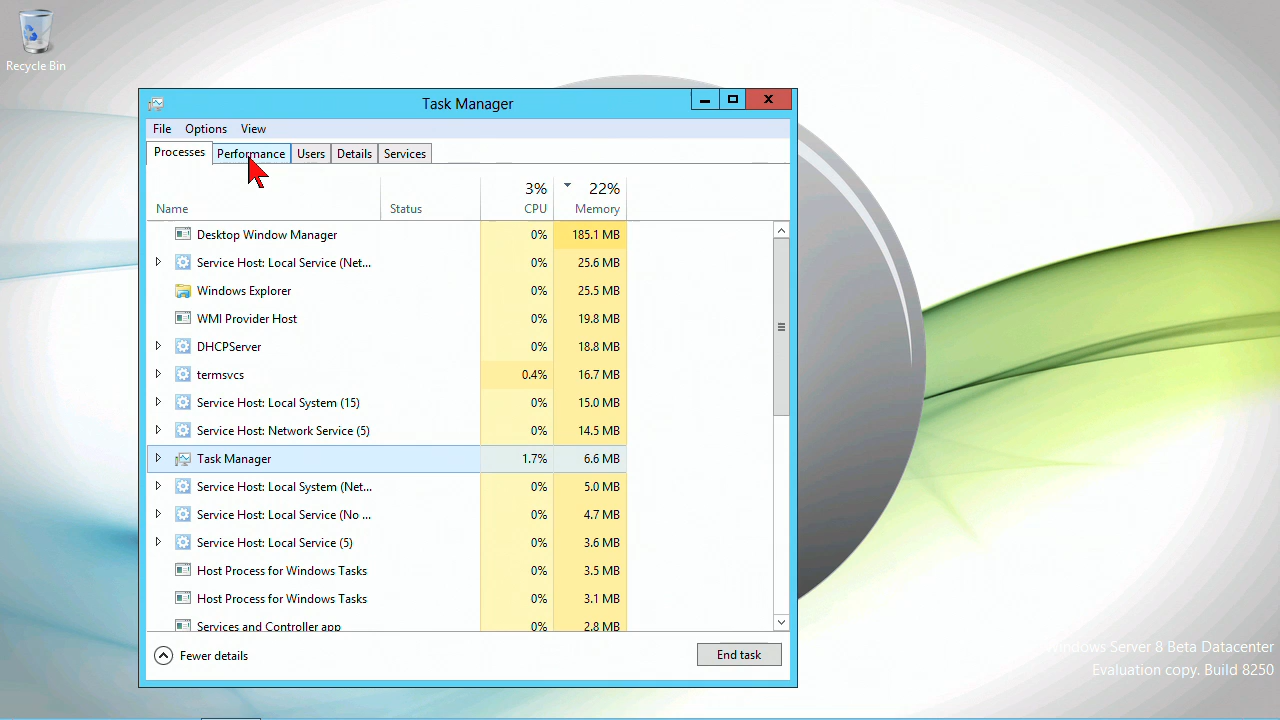 Recycle Bin
Task Manager
File Options View
Processes Performance Users Details Services
3% 22%
Name Status CPU Memory
Desktop Window Manager 0% 185.1 MB
Service Host: Local Service (Net... 0% 25.6 MB
Windows Explorer 0% 25.5 MB
WMI Provider Host 0% 19.8 MB
DHCPServer 0% 18.8 MB
termsvcs 0.4% 16.7 MB
Service Host: Local System (15) 0% 15.0 MB
Service Host: Network Service (5) 0% 14.5 MB
Task Manager 1.7% 6.6 MB
Service Host: Local System (Net... 0% 5.0 MB
Service Host: Local Service (No ... 0% 4.7 MB
Service Host: Local Service (5) 0% 3.6 MB
Host Process for Windows Tasks 0% 3.5 MB
Host Process for Windows Tasks 0% 3.1 MB
Services and Controller app 0% 2.8 MB
Fewer details End task
Windows Server 8 Beta Datacenter
Evaluation copy. Build 8250